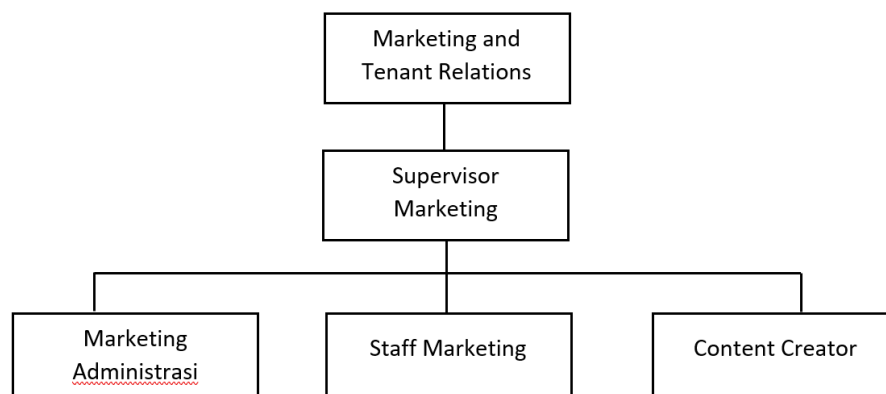 Marketing and
Tenant Relations
Supervisor
Marketing
Marketing
Administrasi
Staff Marketing
Content Creator